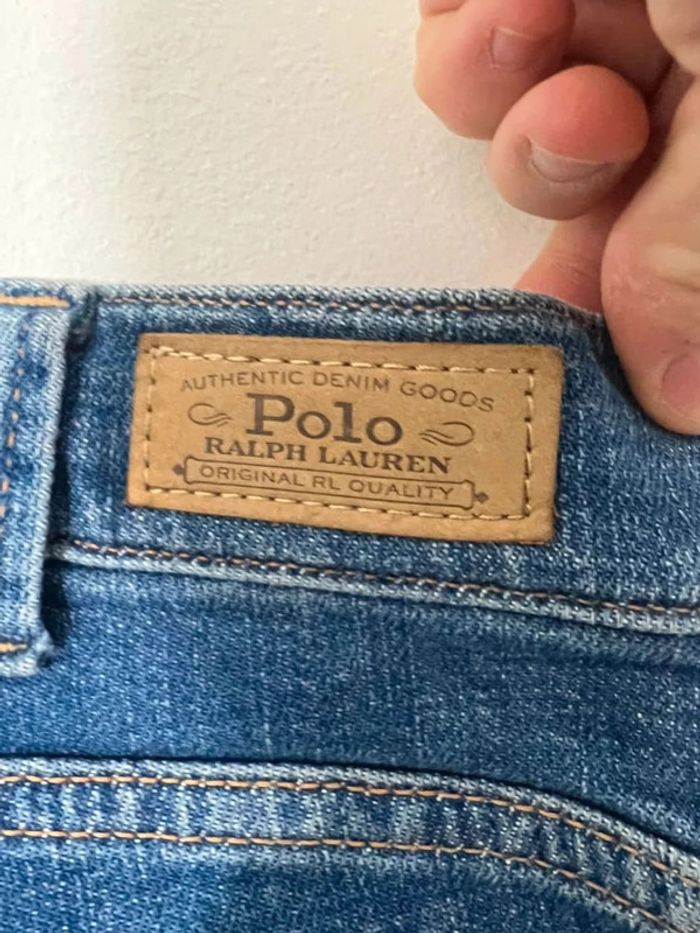 AUTHENTIC DENIM GOODS
Polo
RALPH LAUREN
ORIGINAL RL QUALITY